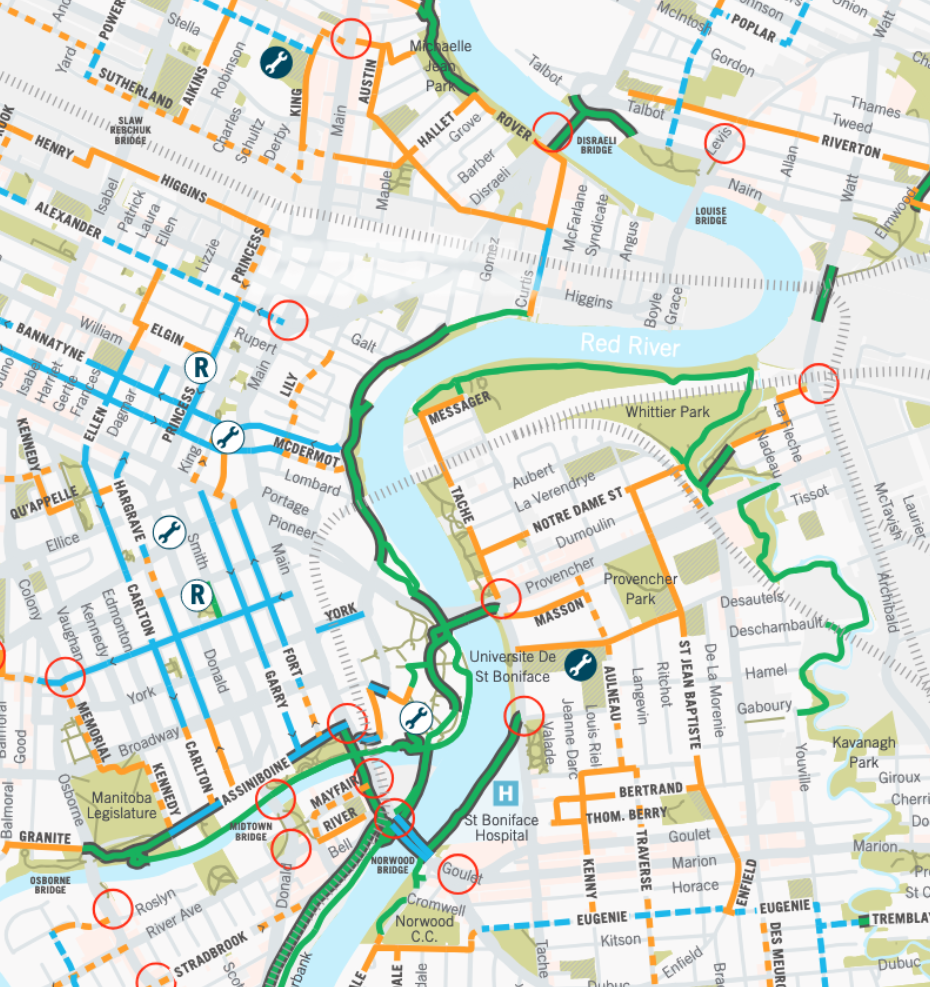 POWER
Stella
Yard
AIKINS
Robinson
KING
Main
AUSTIN
Michaelle
Jean
Park
SUTHERLAND
SLAW
REBCHUK
BRIDGE
Charles
Schultz
Derby
HALLET
Grove
ROVER
Barber
Disraeli
Maple
Talbot
DISRAELI
BRIDGE
McIntosh
POPLAR
Gordon
Union
Watt
Talbot
Levis
Thames
Tweed
RIVERTON
Allan
Nairn
Watt
Elmwood
LOUISE
BRIDGE
HENRY
HIGGINS
ALEXANDER
Isabel
Patrick
Laura
Ellen
Lizzie
PRINCESS
McFarlane
Syndicate
Angus
Gomez
Curtis
Higgins
Boyle
Grace
Red River
William
ELGIN
BANNATYNE
Juno
Isabel
Harriet
Gertie
Frances
ELLEN
Dagmar
PRINCESS
King
R
Rupert
Main
Galt
LILY
MCDERMOT
Lombard
Portage
Pioneer
MESSAGER
Whittier Park
La Fleche
Nadeau
Tissot
McTavish
Laurier
Archibald
KENNEDY
QU'APPELLE
Ellice
HARGRAVE
Smith
R
Main
TACHE
Aubert
La Verendrye
NOTRE DAME ST
Dumoulin
Provencher
MASSON
Provencher
Park
Desautels
Deschambault
Hamel
Gaboury
Colony
Vaughan
Kennedy
Edmonton
CARLTON
YORK
York
Donald
FORT
GARRY
Universite De
St Boniface
AULNEAU
Langevin
Ritchot
ST JEAN BAPTISTE
De La Morenie
Balmoral
Good
MEMORIAL
Broadway
CARLTON
KENNEDY
ASSINIBOINE
Osborne
Manitoba
Legislature
Balmoral
GRANITE
OSBORNE
BRIDGE
MIDTOWN
BRIDGE
MAYFAIR
RIVER
Bell
Donald
NORWOOD
BRIDGE
Valade
Jeanne Darc
Louis Riel
H
St Boniface
Hospital
BERTRAND
THOM. BERRY
Goulet
Marion
Horace
KENNY
TRAVERSE
ENFIELD
Youville
Kavanagh
Park
Giroux
Marion
Goulet
Cromwell
Norwood
C.C.
Roslyn
River Ave
STRADBROOK
EUGENIE
EUGENIE
Kitson
Enfield
Tache
DES MEUR
TREMBLAY
Dubuc
Dubuc